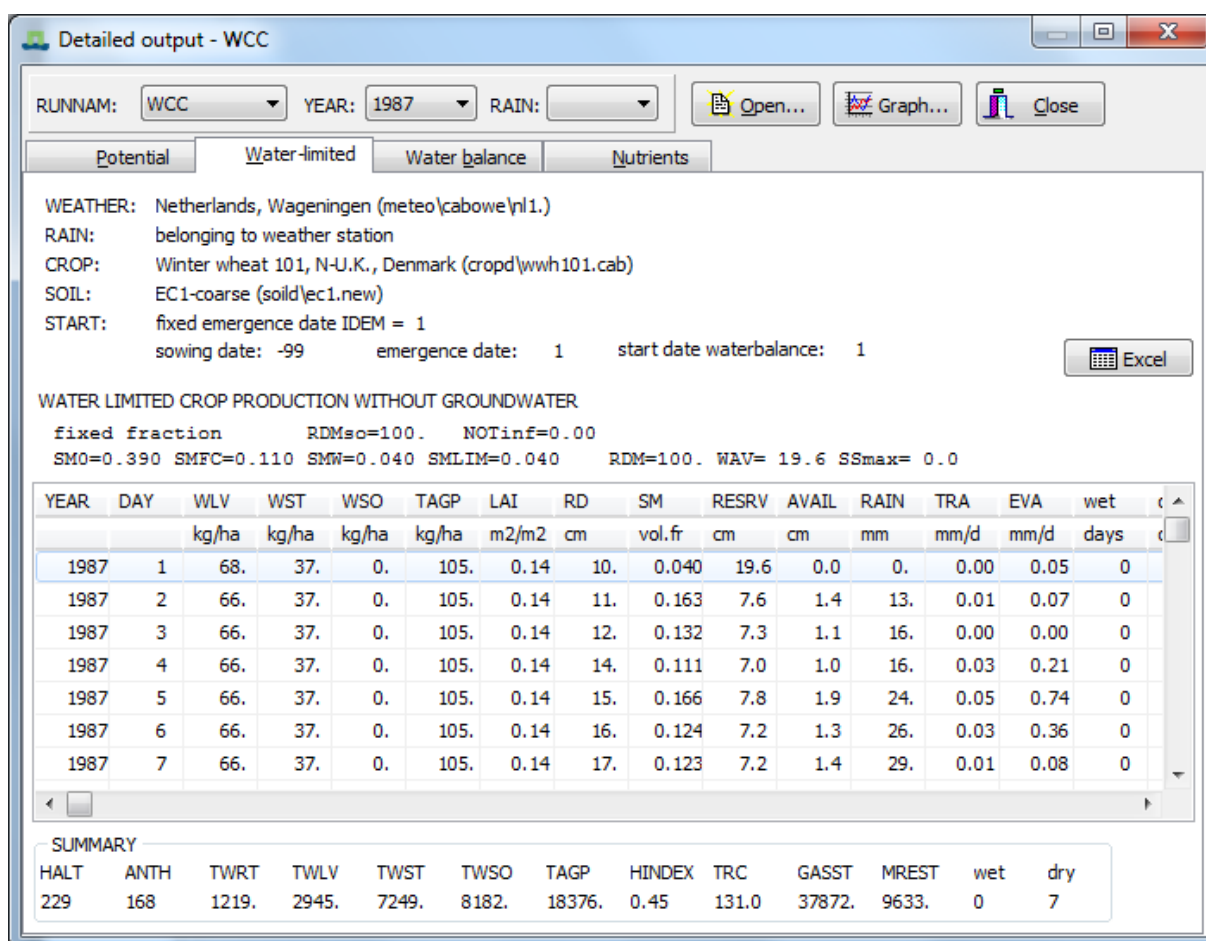 Detailed output - WCC
RUNNAM: WCC YEAR: 1987 RAIN: Open... Graph... Close
Potential Water-limited Water balance Nutrients
WEATHER: Netherlands, Wageningen (meteo\cabowe\nl1.)
RAIN: belonging to weather station
CROP: Winter wheat 101, N-U.K., Denmark (cropd\wwh101.cab)
SOIL: EC1-coarse (soild\ec1.new)
START: fixed emergence date IDEM = 1
sowing date: -99 emergence date: 1 start date waterbalance: 1
Excel
WATER LIMITED CROP PRODUCTION WITHOUT GROUNDWATER
fixed fraction RDMso=100. NOTinf=0.00
SM0=0.390 SMFC=0.110 SMW=0.040 SMLIM=0.040 RDM=100. WAV= 19.6 SSmax= 0.0
YEAR DAY WLV WST WSO TAGP LAI RD SM RESRV AVAIL RAIN TRA EVA wet
kg/ha kg/ha kg/ha kg/ha m2/m2 cm vol.fr cm cm mm mm/d mm/d days
1987 1 68. 37. 0. 105. 0.14 10. 0.040 19.6 0.0 0. 0.00 0.05 0
1987 2 66. 37. 0. 105. 0.14 11. 0.163 7.6 1.4 13. 0.01 0.07 0
1987 3 66. 37. 0. 105. 0.14 12. 0.132 7.3 1.1 16. 0.00 0.00 0
1987 4 66. 37. 0. 105. 0.14 14. 0.111 7.0 1.0 16. 0.03 0.21 0
1987 5 66. 37. 0. 105. 0.14 15. 0.166 7.8 1.9 24. 0.05 0.74 0
1987 6 66. 37. 0. 105. 0.14 16. 0.124 7.2 1.3 26. 0.03 0.36 0
1987 7 66. 37. 0. 105. 0.14 17. 0.123 7.2 1.4 29. 0.01 0.08 0
SUMMARY
HALT ANTH TWRT TWLV TWST TWSO TAGP HINDEX TRC GASST MREST wet dry
229 168 1219. 2945. 7249. 8182. 18376. 0.45 131.0 37872. 9633. 0 7